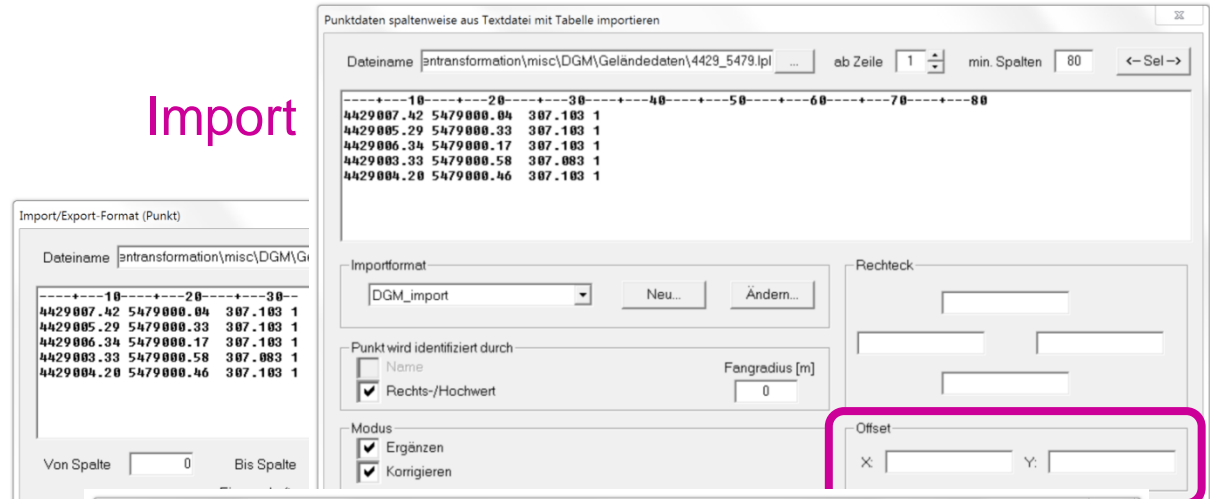 Import
Punktdaten spaltenweise aus Textdatei mit Tabelle importieren
Dateiname entransformation\misc\DGM\Geländedaten\4429_5479.lpl ... ab Zeile 1 min. Spalten 80 <-- Sel -->
----+---10----+---20----+---30----+---40----+---50----+---60----+---70----+---80
4429007.42 5479000.04 307.103 1
4429005.29 5479000.33 307.103 1
4429006.34 5479000.17 307.103 1
4429003.33 5479000.58 307.083 1
4429004.20 5479000.46 307.103 1
Importformat
DGM_import Neu... Ändern...
Punkt wird identifiziert durch
Name Fangradius [m]
Rechts-/Hochwert 0
Modus
Ergänzen
Korrigieren
Rechteck
Offset
X: Y:
Import/Export-Format (Punkt)
Dateiname entransformation\misc\DGM\G
----+---10----+---20----+---30--
4429007.42 5479000.04 307.103 1
4429005.29 5479000.33 307.103 1
4429006.34 5479000.17 307.103 1
4429003.33 5479000.58 307.083 1
4429004.20 5479000.46 307.103 1
Von Spalte 0 Bis Spalte